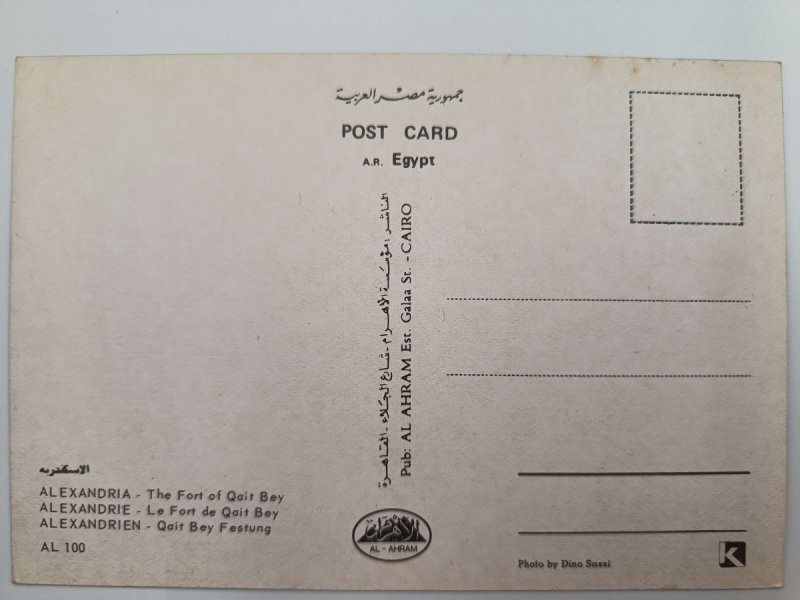 جمهورية مصر العربية
POST CARD
A.R. Egypt
الناشر : مؤسسة الأهرام - شارع الجلاء - القاهرة
Pub: AL AHRAM Est. Galaa St. - CAIRO
الاسكندريه
ALEXANDRIA - The Fort of Qait Bey
ALEXANDRIE - Le Fort de Qait Bey
ALEXANDRIEN - Qait Bey Festung
AL 100
الأهرام
AL-AHRAM
Photo by Dino Sassi
K